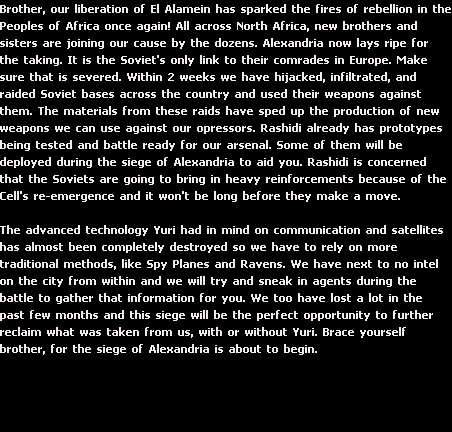 Brother, our liberation of El Alamein has sparked the fires of rebellion in the
Peoples of Africa once again! All across North Africa, new brothers and
sisters are joining our cause by the dozens. Alexandria now lays ripe for
the taking. It is the Soviet's only link to their comrades in Europe. Make
sure that is severed. Within 2 weeks we have hijacked, infiltrated, and
raided Soviet bases across the country and used their weapons against
them. The materials from these raids have sped up the production of new
weapons we can use against our opressors. Rashidi already has prototypes
being tested and battle ready for our arsenal. Some of them will be
deployed during the siege of Alexandria to aid you. Rashidi is concerned
that the Soviets are going to bring in heavy reinforcements because of the
Cell's re-emergence and it won't be long before they make a move.

The advanced technology Yuri had in mind on communication and satellites
has almost been completely destroyed so we have to rely on more
traditional methods, like Spy Planes and Ravens. We have next to no intel
on the city from within and we will try and sneak in agents during the
battle to gather that information for you. We too have lost a lot in the
past few months and this siege will be the perfect opportunity to further
reclaim what was taken from us, with or without Yuri. Brace yourself
brother, for the siege of Alexandria is about to begin.